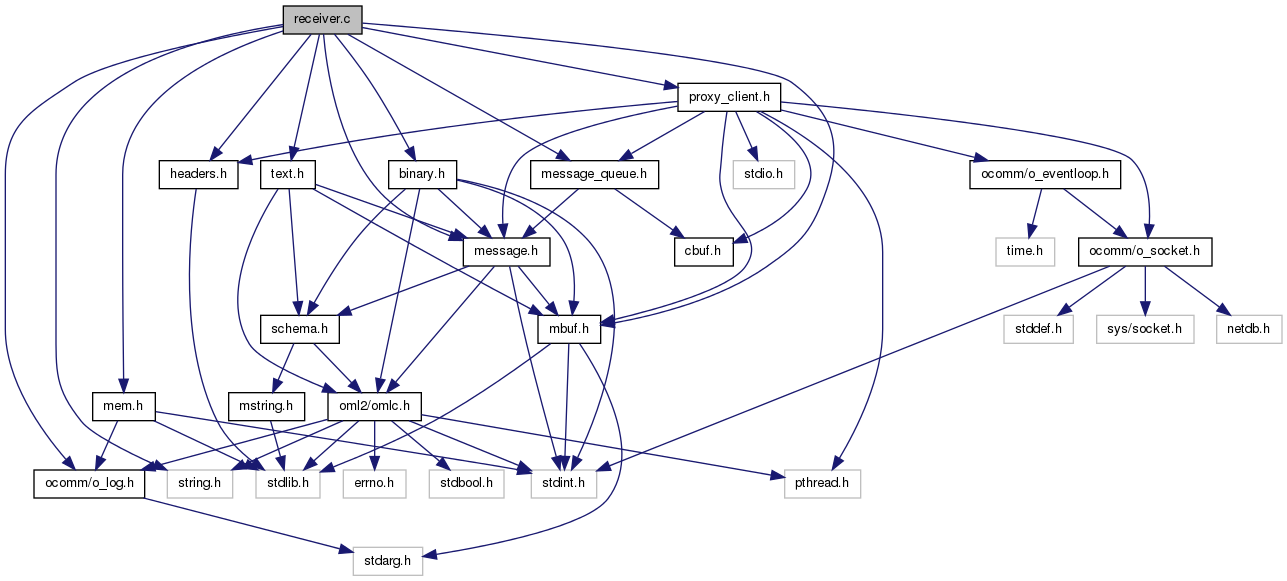 receiver.c
proxy_client.h
headers.h
text.h
binary.h
message_queue.h
stdio.h
ocomm/o_eventloop.h
message.h
cbuf.h
time.h
ocomm/o_socket.h
schema.h
mbuf.h
stddef.h
sys/socket.h
netdb.h
mem.h
mstring.h
oml2/omlc.h
ocomm/o_log.h
string.h
stdlib.h
errno.h
stdbool.h
stdint.h
pthread.h
stdarg.h